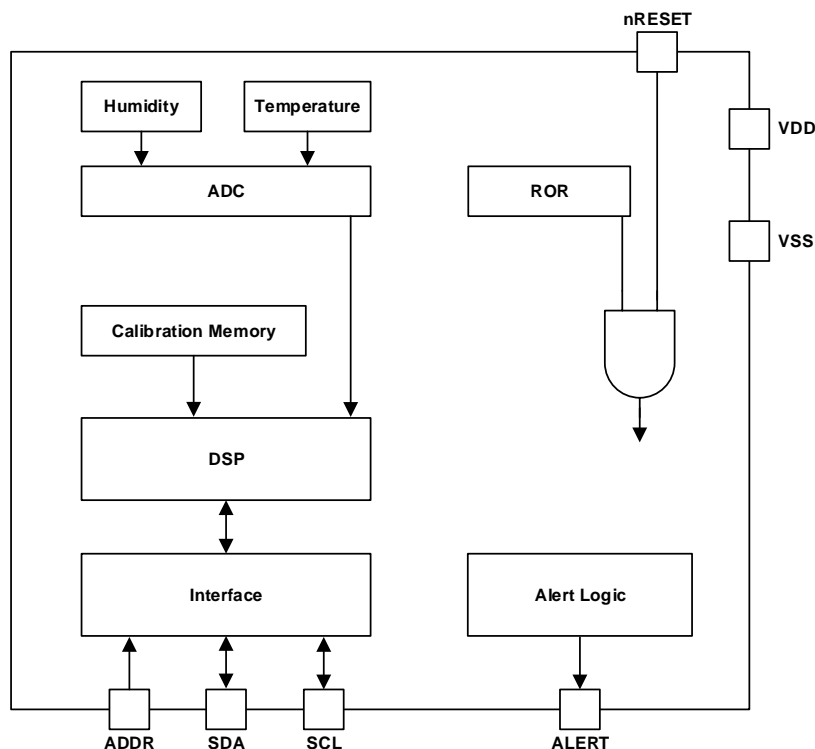 nRESET
Humidity
Temperature
VDD
ADC
ROR
VSS
Calibration Memory
DSP
Interface
Alert Logic
ADDR
SDA
SCL
ALERT